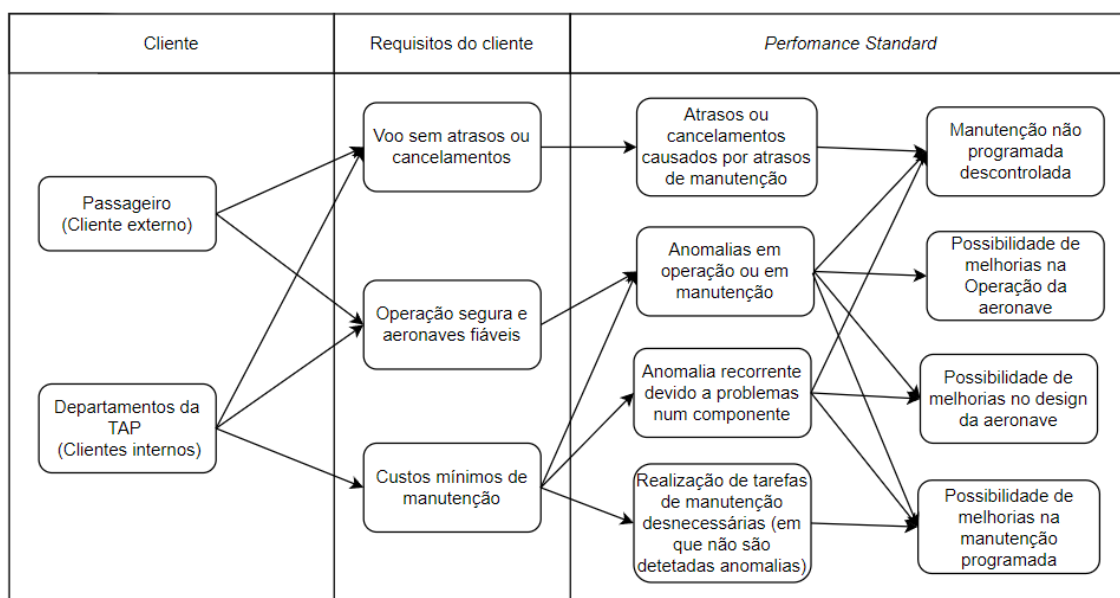 Cliente
Requisitos do cliente
Perfomance Standard
Passageiro
(Cliente externo)
Departamentos da
TAP
(Clientes internos)
Voo sem atrasos ou
cancelamentos
Operação segura e
aeronaves fiáveis
Custos mínimos de
manutenção
Atrasos ou
cancelamentos
causados por atrasos
de manutenção
Anomalias em
operação ou em
manutenção
Anomalia recorrente
devido a problemas
num componente
Realização de tarefas
de manutenção
desnecessárias (em
que não são
detetadas anomalias)
Manutenção não
programada
descontrolada
Possibilidade de
melhorias na
Operação da
aeronave
Possibilidade de
melhorias no design
da aeronave
Possibilidade de
melhorias na
manutenção
programada